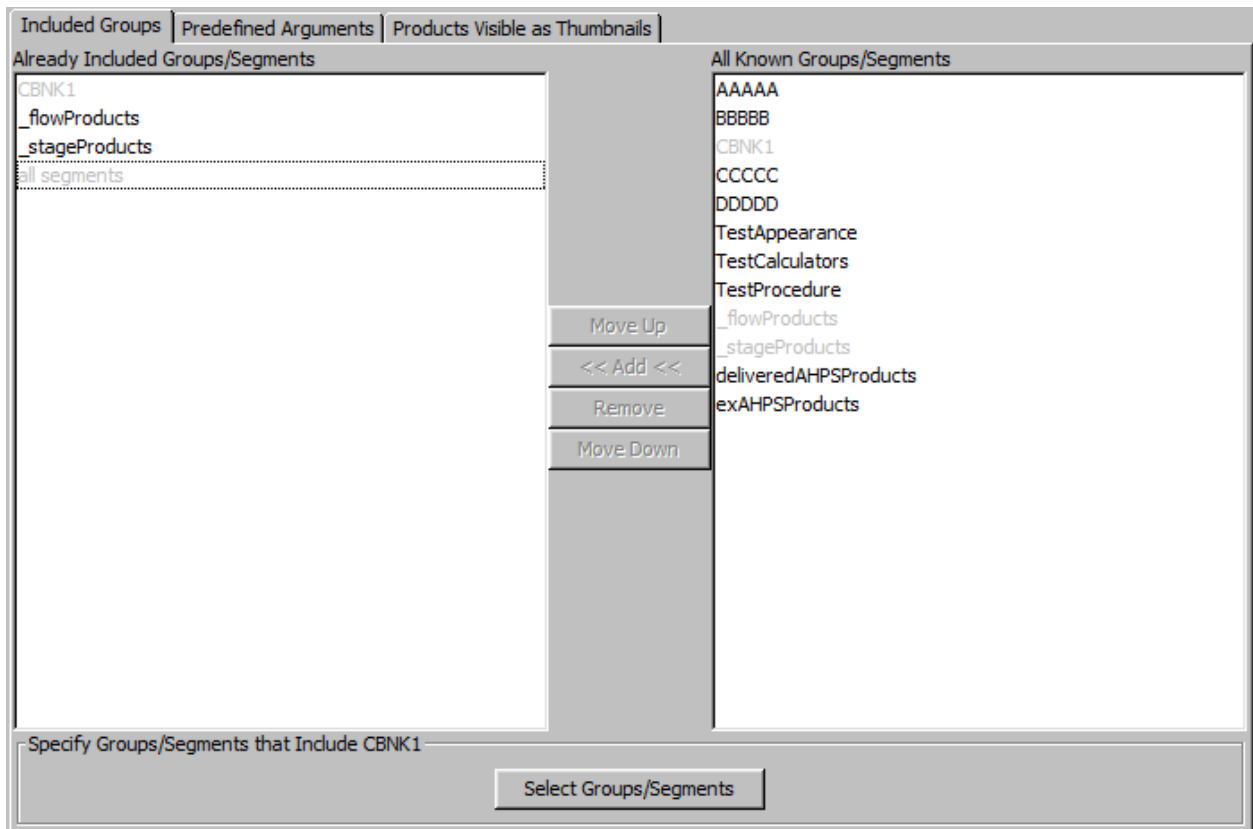 Included Groups Predefined Arguments Products Visible as Thumbnails
Already Included Groups/Segments
CBNK1
_flowProducts
_stageProducts
all segments
Move Up
<< Add <<
Remove
Move Down
All Known Groups/Segments
AAAAA
BBBBB
CBNK1
CCCCC
DDDDD
TestAppearance
TestCalculators
TestProcedure
_flowProducts
_stageProducts
deliveredAHPSProducts
exAHPSProducts
Specify Groups/Segments that Include CBNK1
Select Groups/Segments